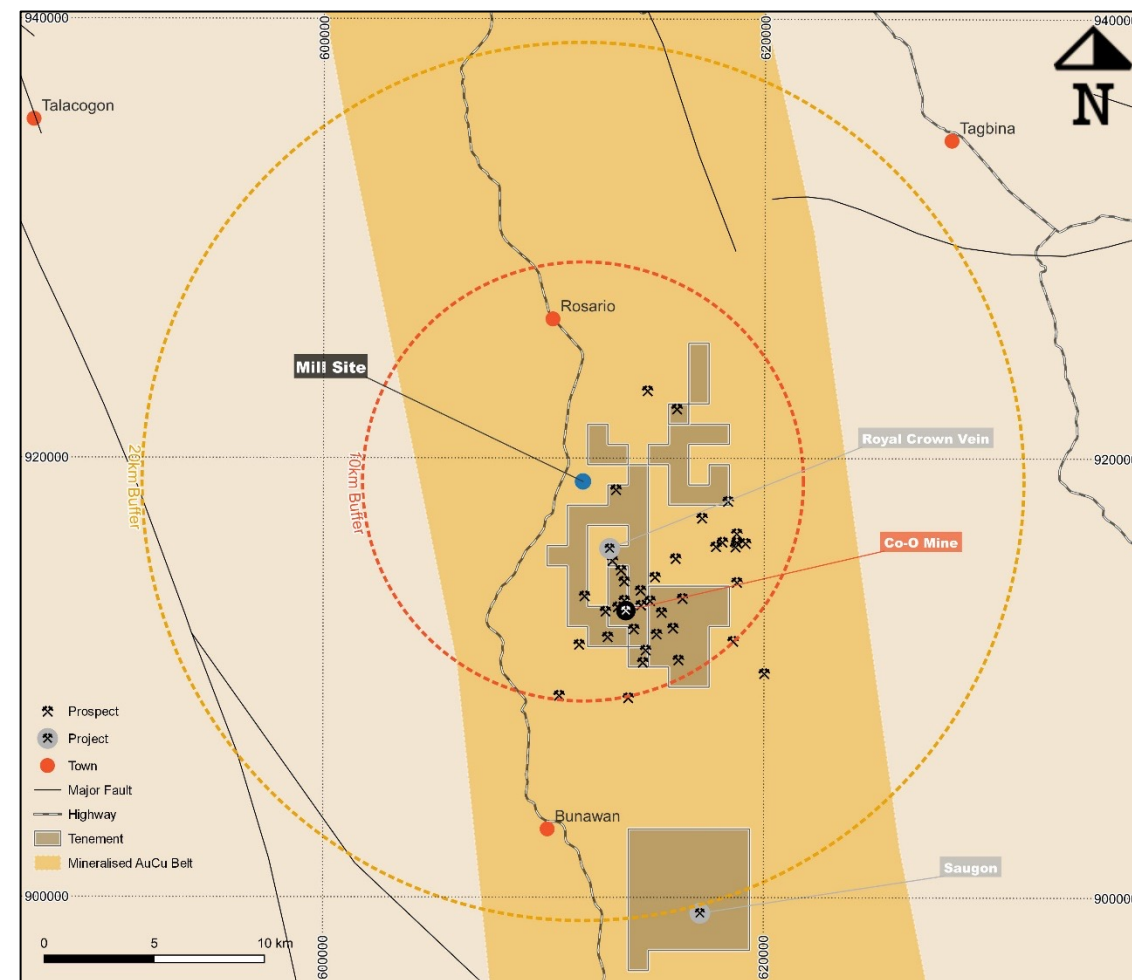 940000
600000
620000
940000
Talacogon
Tagbina
N
Rosario
Mill Site
Royal Crown Vein
920000
920000
20km Buffer
10km Buffer
Co-O Mine
Prospect
Project
Town
Major Fault
Highway
Tenement
Mineralised AuCu Belt
Bunawan
Saugon
900000
900000
0 5 10 km
600000
620000